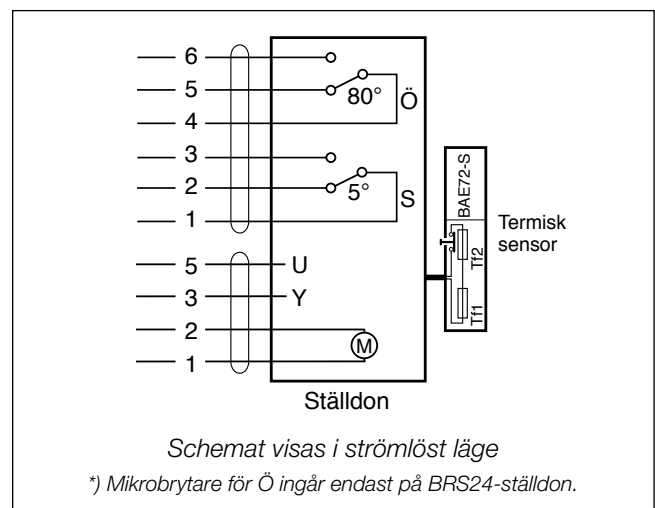 6
5
80°
Ö
4
3
2
5°
S
1
5
U
3
Y
2
M
1
BAE72-S
Tf2
Tf1
Termisk
sensor
Ställdon
Schemat visas i strömlöst läge
*) Mikrobrytare för Ö ingår endast på BRS24-ställdon.